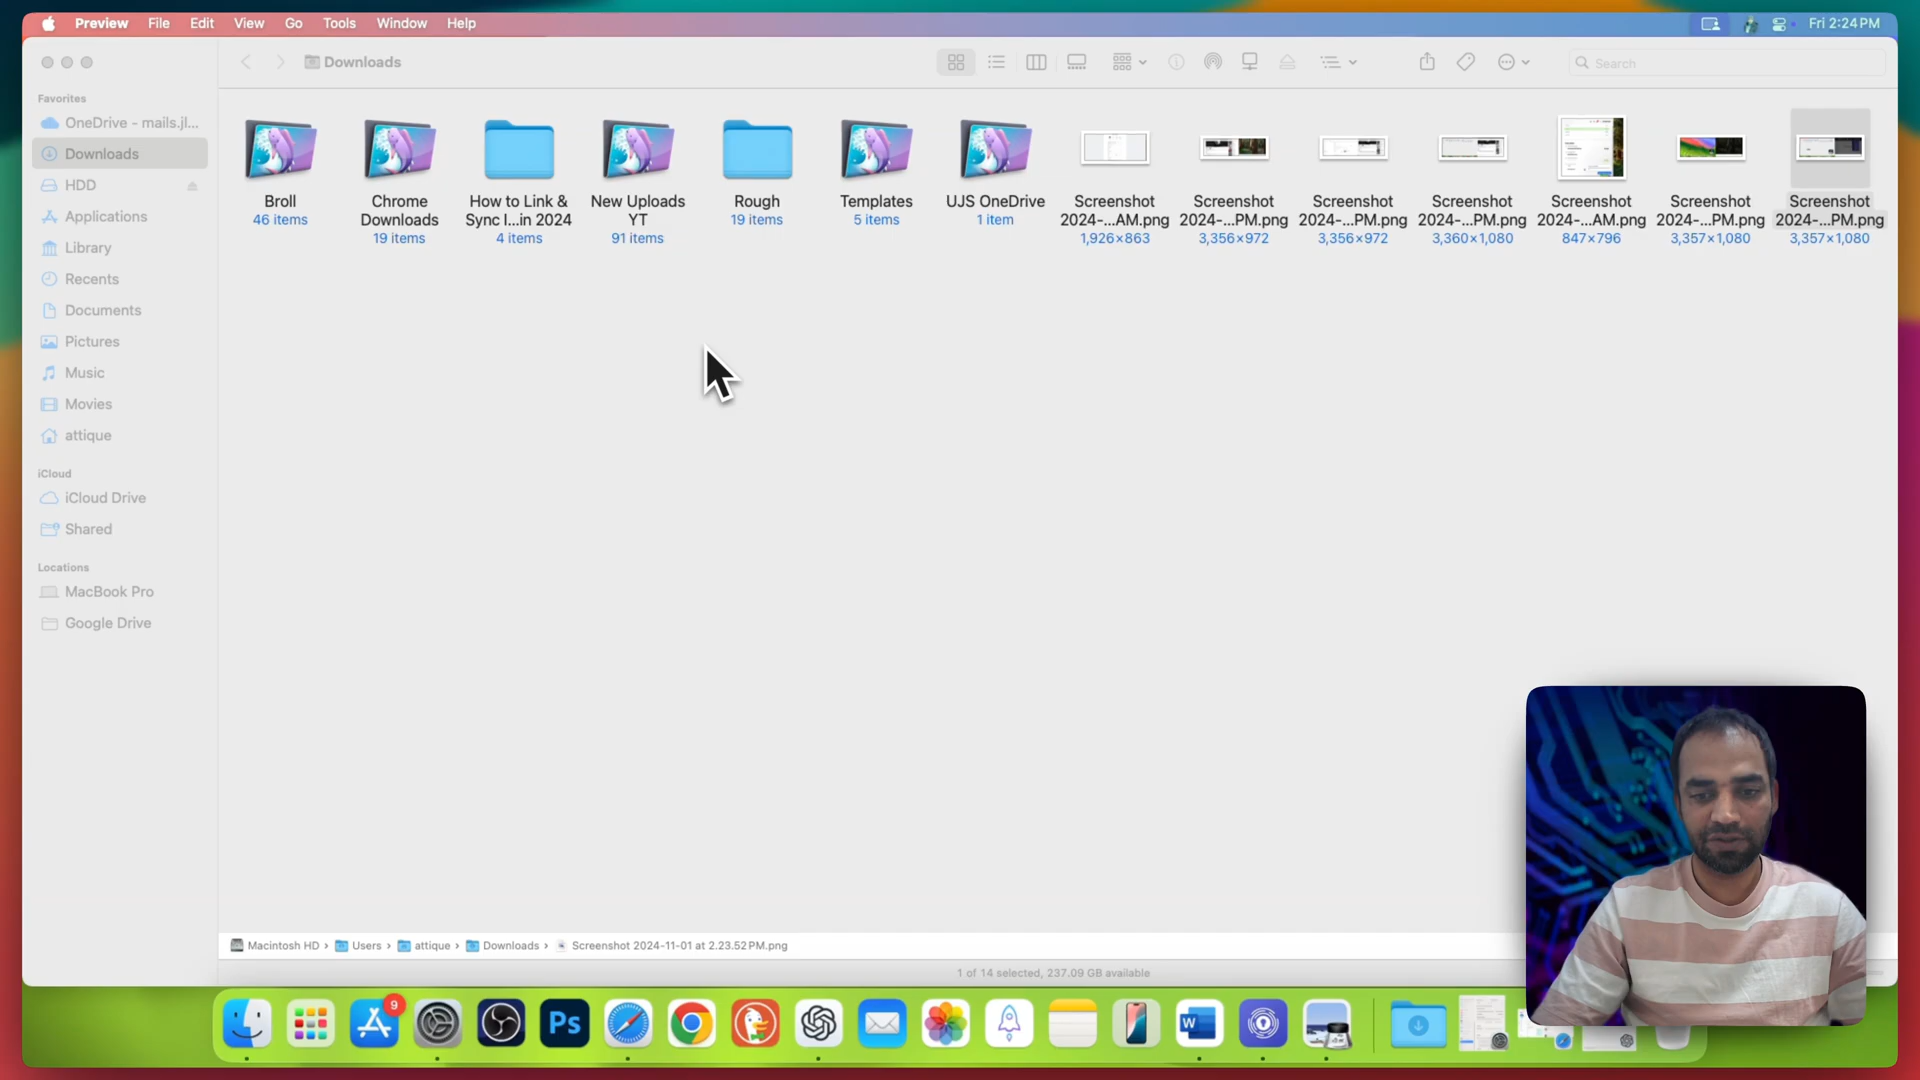 Preview File Edit View Go Tools Window Help Fri 2:24 PM
Downloads
Search
Favorites
OneDrive - mails.jl...
Downloads
HDD
Applications
Library
Recents
Documents
Pictures
Music
Movies
attique
iCloud
iCloud Drive
Shared
Locations
MacBook Pro
Google Drive
Broll
46 items
Chrome
Downloads
19 items
How to Link &
Sync I...in 2024
4 items
New Uploads
YT
91 items
Rough
19 items
Templates
5 items
UJS OneDrive
1 item
Screenshot
2024-...AM.png
1,926×863
Screenshot
2024-...PM.png
3,356×972
Screenshot
2024-...PM.png
3,356×972
Screenshot
2024-...PM.png
3,360×1,080
Screenshot
2024-...AM.png
847×796
Screenshot
2024-...PM.png
3,357×1,080
Screenshot
2024-...PM.png
3,357×1,080
Macintosh HD › Users › attique › Downloads › Screenshot 2024-11-01 at 2.23.52 PM.png
1 of 14 selected, 237.09 GB available
9
Ps
W